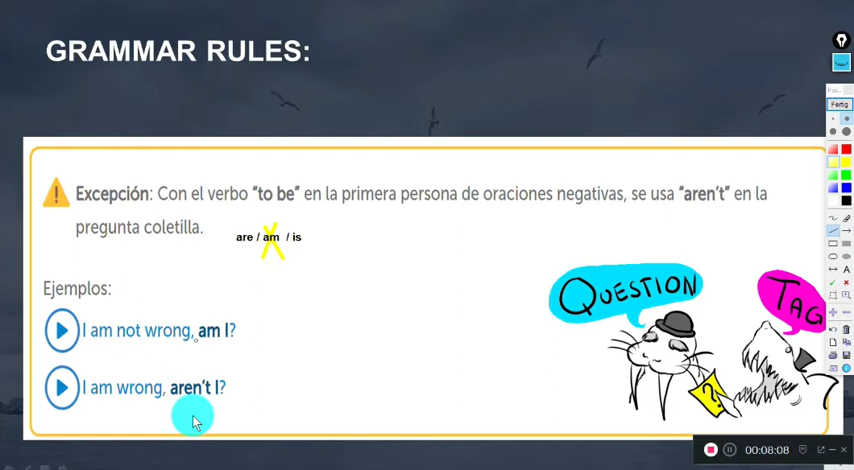 GRAMMAR RULES:
Excepción: Con el verbo "to be" en la primera persona de oraciones negativas, se usa "aren't" en la
pregunta coletilla.
are / am / is
Ejemplos:
I am not wrong, am I?
I am wrong, aren't I?
QUESTION
TAG
?
Fertig
A
00:08:08